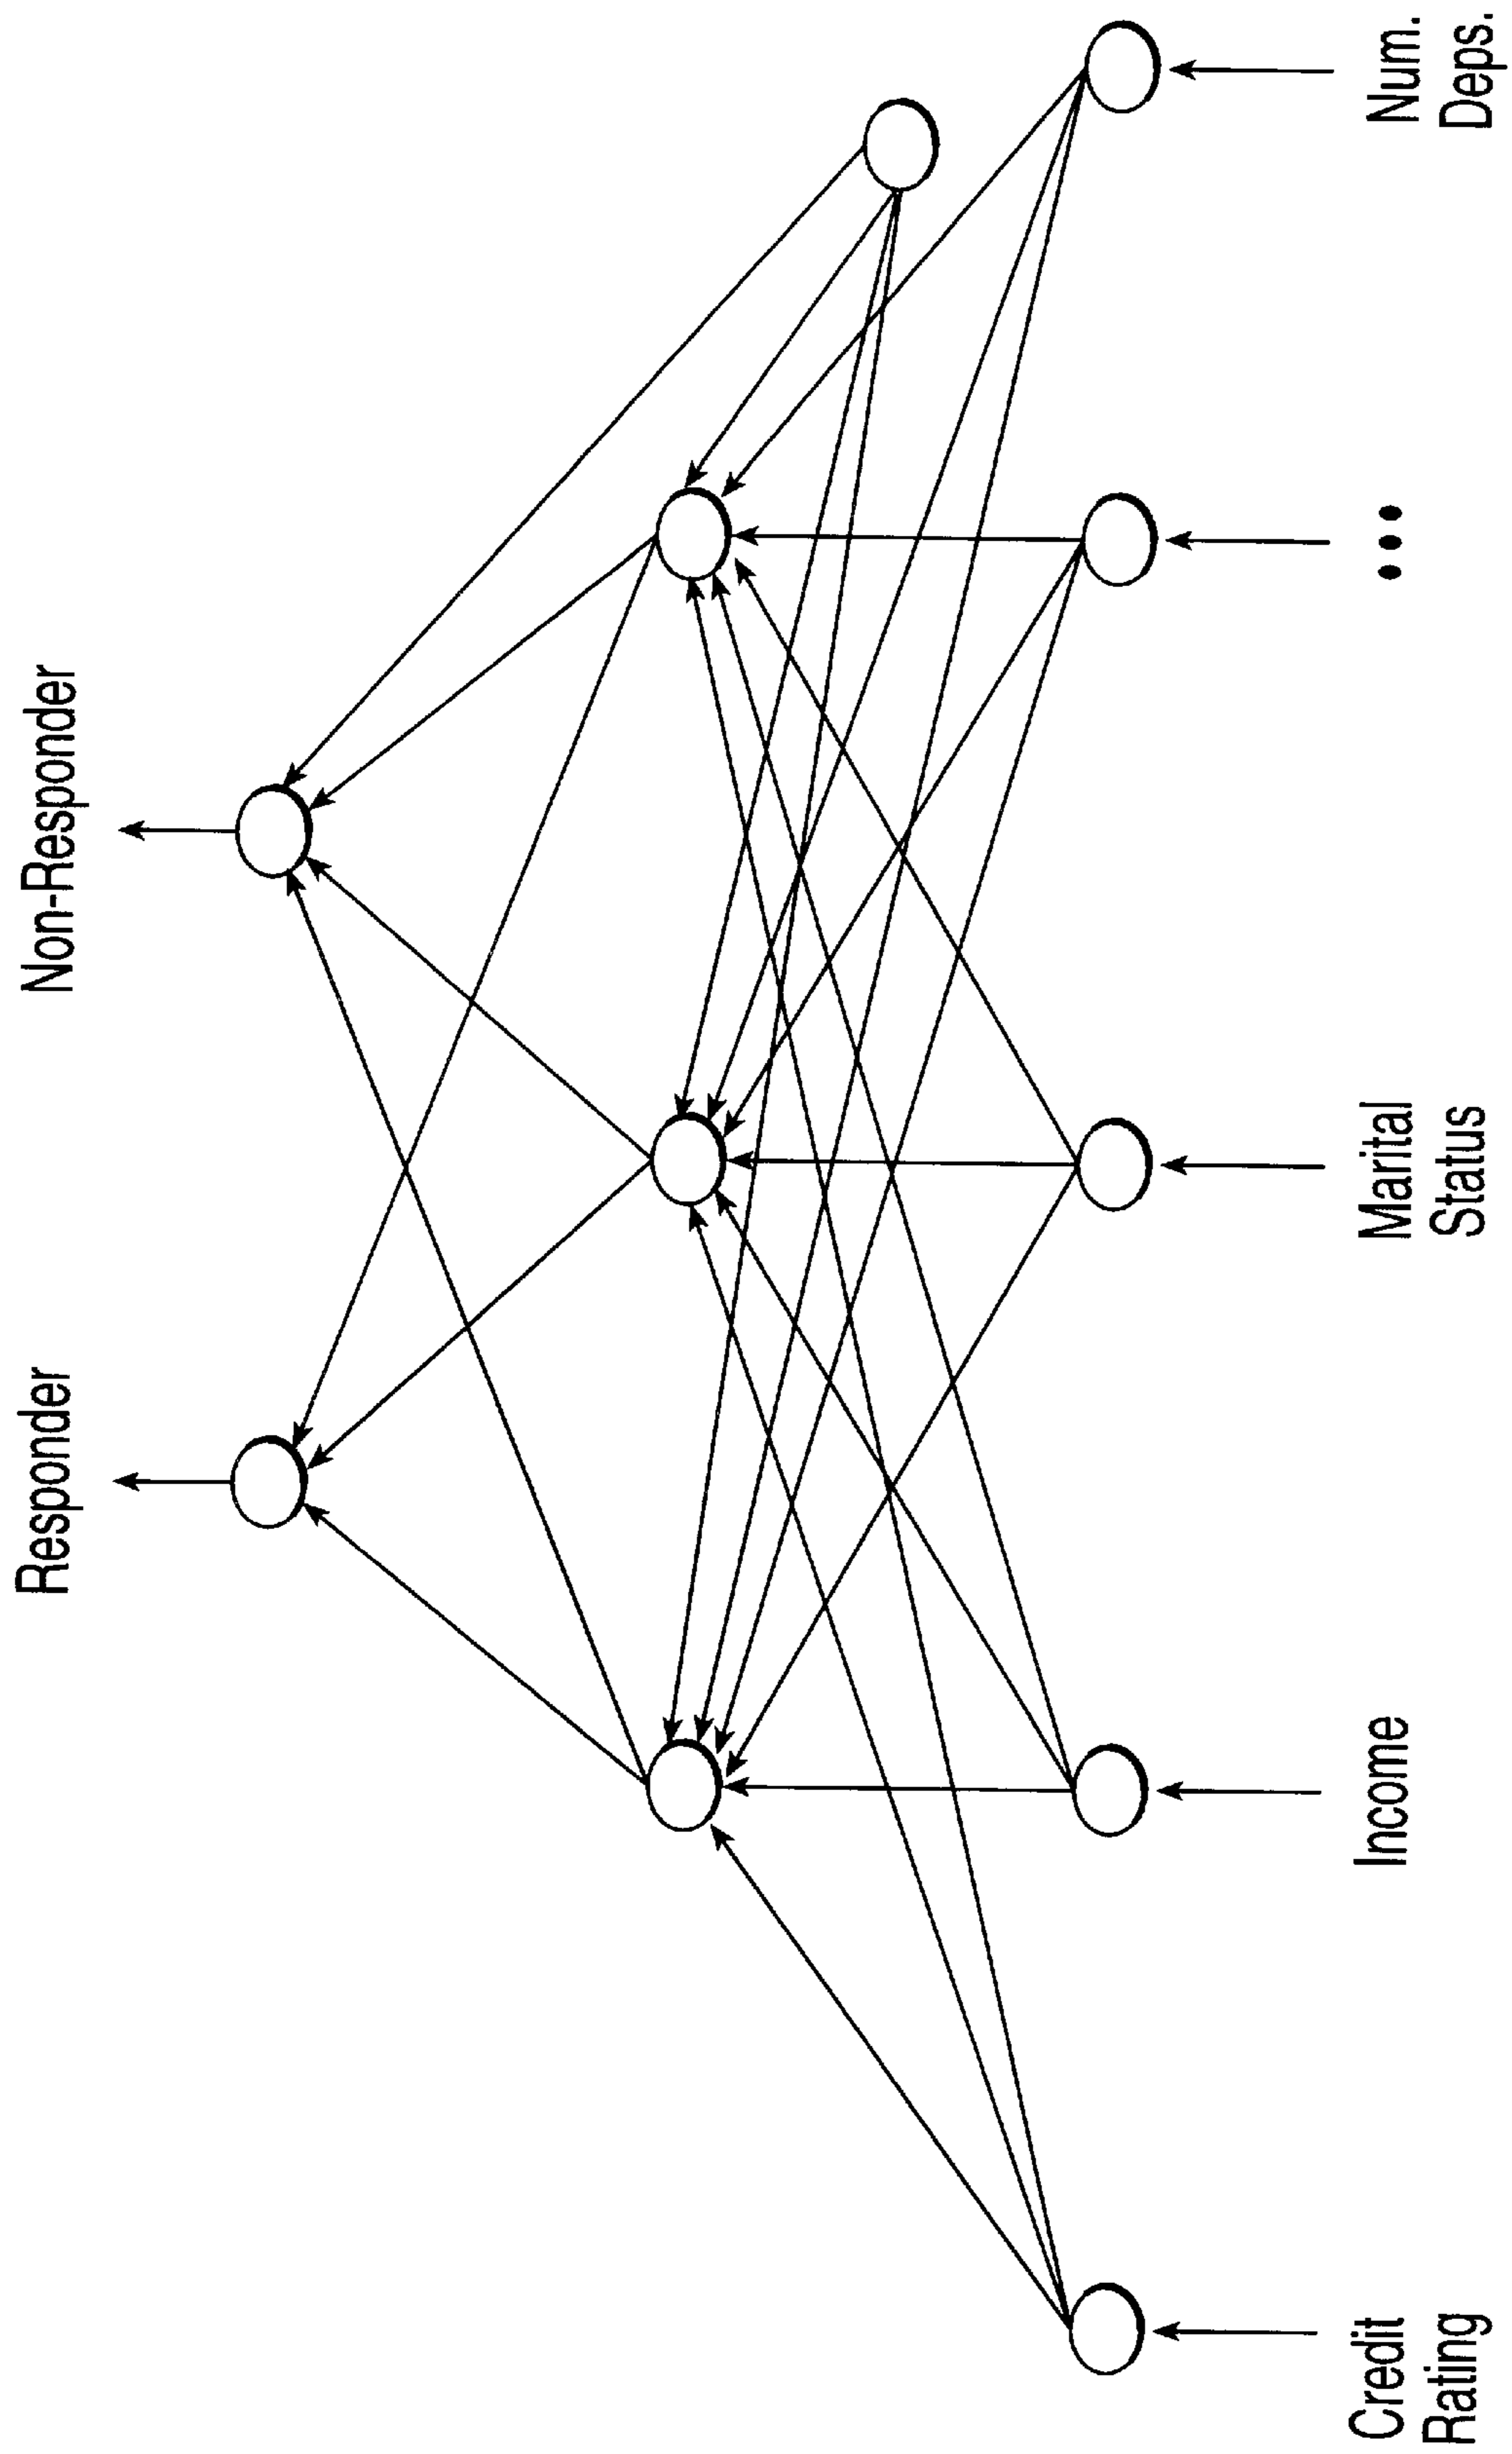 Responder
Non-Responder
Credit
Rating
Income
Marital
Status
...
Num.
Deps.